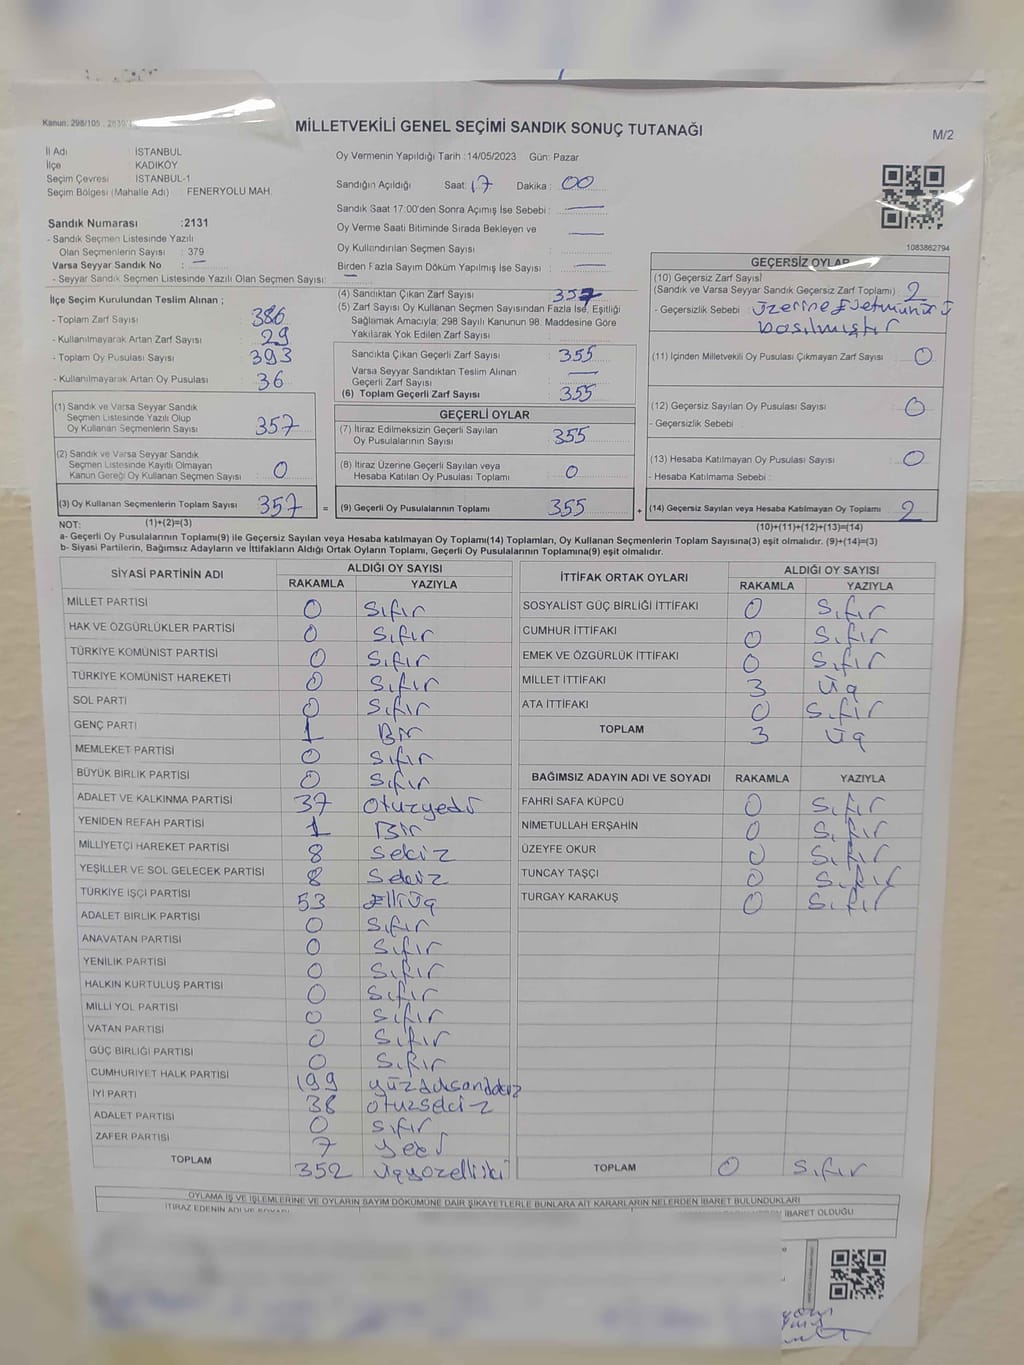 Kanun: 298/105
MİLLETVEKİLİ GENEL SEÇİMİ SANDIK SONUÇ TUTANAĞI
M/2
İl Adı : İSTANBUL
İlçe : KADIKÖY
Seçim Çevresi : İSTANBUL-1
Seçim Bölgesi (Mahalle Adı) : FENERYOLU MAH.
Oy Vermenin Yapıldığı Tarih :14/05/2023 Gün: Pazar
Sandığın Açıldığı Saat: 17 Dakika : 00
Sandık Saat 17:00'den Sonra Açımış İse Sebebi : —
Oy Verme Saati Bitiminde Sırada Bekleyen ve
Oy Kullandırılan Seçmen Sayısı : —
Birden Fazla Sayım Döküm Yapılmış İse Sayısı : —
1083862794
Sandık Numarası :2131
- Sandık Seçmen Listesinde Yazılı
Olan Seçmenlerin Sayısı : 379
Varsa Seyyar Sandık No : —
- Seyyar Sandık Seçmen Listesinde Yazılı Olan Seçmen Sayısı: —
İlçe Seçim Kurulundan Teslim Alınan ;
- Toplam Zarf Sayısı : 386
- Kullanılmayarak Artan Zarf Sayısı : 29
- Toplam Oy Pusulası Sayısı : 393
- Kullanılmayarak Artan Oy Pusulası : 36
(1) Sandık ve Varsa Seyyar Sandık
Seçmen Listesinde Yazılı Olup
Oy Kullanan Seçmenlerin Sayısı : 357
(2) Sandık ve Varsa Seyyar Sandık
Seçmen Listesinde Kayıtlı Olmayan
Kanun Gereği Oy Kullanan Seçmen Sayısı : 0
(3) Oy Kullanan Seçmenlerin Toplam Sayısı : 357 =
(4) Sandıktan Çıkan Zarf Sayısı : 357
(5) Zarf Sayısı Oy Kullanan Seçmen Sayısından Fazla İse, Eşitliği
Sağlamak Amacıyla; 298 Sayılı Kanunun 98. Maddesine Göre
Yakılarak Yok Edilen Zarf Sayısı :
Sandıkta Çıkan Geçerli Zarf Sayısı : 355
Varsa Seyyar Sandıktan Teslim Alınan
Geçerli Zarf Sayısı : —
(6) Toplam Geçerli Zarf Sayısı : 355
GEÇERLİ OYLAR
(7) İtiraz Edilmeksizin Geçerli Sayılan
Oy Pusulalarının Sayısı : 355
(8) İtiraz Üzerine Geçerli Sayılan veya
Hesaba Katılan Oy Pusulaları Toplamı : 0
(9) Geçerli Oy Pusulalarının Toplamı : 355 +
GEÇERSİZ OYLAR
(10) Geçersiz Zarf Sayısı
(Sandık ve Varsa Seyyar Sandık Geçersiz Zarf Toplamı) : 2
- Geçersizlik Sebebi : üzerine Evet mührü
basılmıştır
(11) İçinden Milletvekili Oy Pusulası Çıkmayan Zarf Sayısı : 0
(12) Geçersiz Sayılan Oy Pusulası Sayısı : 0
- Geçersizlik Sebebi :
(13) Hesaba Katılmayan Oy Pusulası Sayısı : 0
- Hesaba Katılmama Sebebi :
(14) Geçersiz Sayılan veya Hesaba Katılmayan Oy Toplamı : 2
NOT: (1)+(2)=(3) (10)+(11)+(12)+(13)=(14)
a- Geçerli Oy Pusulalarının Toplamı(9) ile Geçersiz Sayılan veya Hesaba katılmayan Oy Toplamı(14) Toplamları, Oy Kullanan Seçmenlerin Toplam Sayısına(3) eşit olmalıdır. (9)+(14)=(3)
b- Siyasi Partilerin, Bağımsız Adayların ve İttifakların Aldığı Ortak Oyların Toplamı, Geçerli Oy Pusulalarının Toplamına(9) eşit olmalıdır.
SİYASİ PARTİNİN ADI ALDIĞI OY SAYISI
RAKAMLA YAZIYLA
MİLLET PARTİSİ 0 Sıfır
HAK VE ÖZGÜRLÜKLER PARTİSİ 0 Sıfır
TÜRKİYE KOMÜNİST PARTİSİ 0 Sıfır
TÜRKİYE KOMÜNİST HAREKETİ 0 Sıfır
SOL PARTİ 0 Sıfır
GENÇ PARTİ 1 Bir
MEMLEKET PARTİSİ 0 Sıfır
BÜYÜK BİRLİK PARTİSİ 0 Sıfır
ADALET VE KALKINMA PARTİSİ 37 otuzyedi
YENİDEN REFAH PARTİSİ 1 Bir
MİLLİYETÇİ HAREKET PARTİSİ 8 Sekiz
YEŞİLLER VE SOL GELECEK PARTİSİ 8 Sekiz
TÜRKİYE İŞÇİ PARTİSİ 53 Elliüç
ADALET BİRLİK PARTİSİ 0 Sıfır
ANAVATAN PARTİSİ 0 Sıfır
YENİLİK PARTİSİ 0 Sıfır
HALKIN KURTULUŞ PARTİSİ 0 Sıfır
MİLLİ YOL PARTİSİ 0 Sıfır
VATAN PARTİSİ 0 Sıfır
GÜÇ BİRLİĞİ PARTİSİ 0 Sıfır
CUMHURİYET HALK PARTİSİ 199 yüzdoksandokuz
İYİ PARTİ 38 otuzsekiz
ADALET PARTİSİ 0 Sıfır
ZAFER PARTİSİ 7 yedi
TOPLAM 352 üçyüzelliiki
İTTİFAK ORTAK OYLARI ALDIĞI OY SAYISI
RAKAMLA YAZIYLA
SOSYALİST GÜÇ BİRLİĞİ İTTİFAKI 0 Sıfır
CUMHUR İTTİFAKI 0 Sıfır
EMEK VE ÖZGÜRLÜK İTTİFAKI 0 Sıfır
MİLLET İTTİFAKI 3 üç
ATA İTTİFAKI 0 Sıfır
TOPLAM 3 üç
BAĞIMSIZ ADAYIN ADI VE SOYADI RAKAMLA YAZIYLA
FAHRİ SAFA KÜPCÜ 0 Sıfır
NİMETULLAH ERŞAHİN 0 Sıfır
ÜZEYFE OKUR 0 Sıfır
TUNCAY TAŞÇI 0 Sıfır
TURGAY KARAKUŞ 0 Sıfır
TOPLAM 0 Sıfır
OYLAMA İŞ VE İŞLEMLERİNE VE OYLARIN SAYIM DÖKÜMÜNE DAİR ŞİKAYETLERLE BUNLARA AİT KARARLARIN NELERDEN İBARET BULUNDUKLARI
İTİRAZ EDENİN ADI VE SOYADI İBARET OLDUĞU